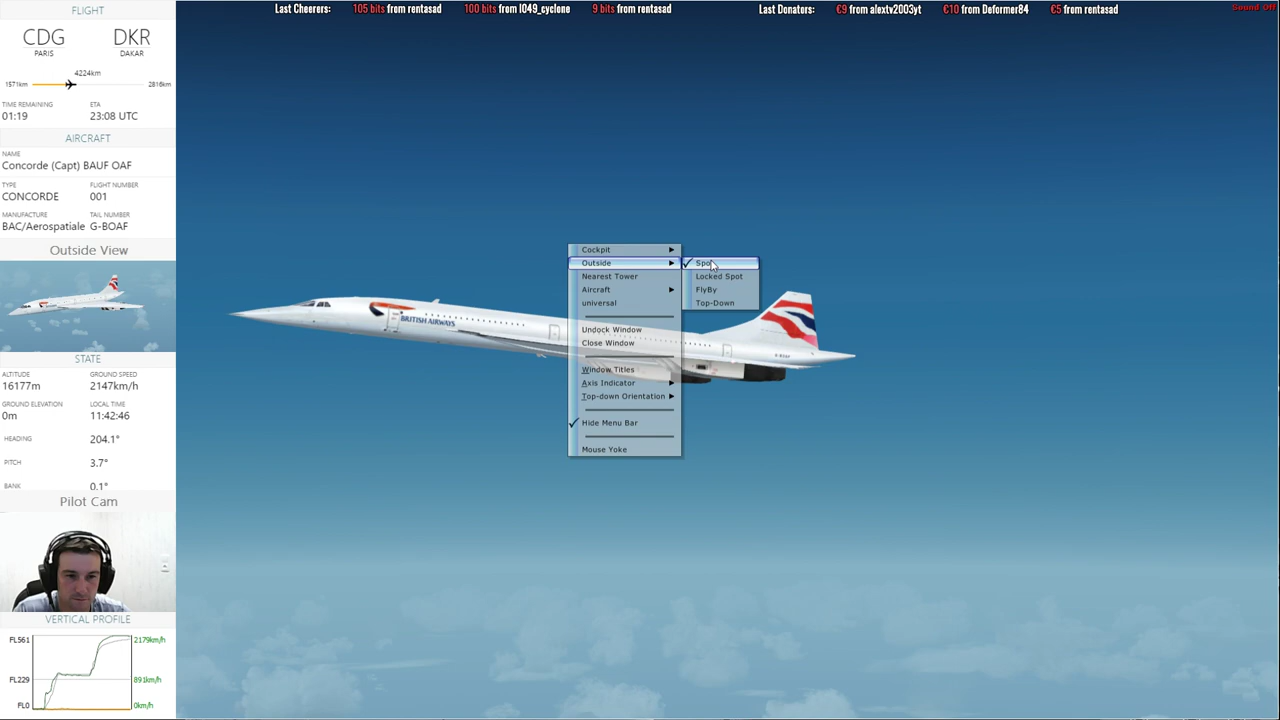 Last Cheerers: 105 bits from rentasad 100 bits from l049_cyclone 9 bits from rentasad Last Donators: €9 from alextv2003yt €10 from Deformer84 €5 from rentasad Sound Off
FLIGHT
CDG DKR
PARIS DAKAR
4224km
1571km 2816km
TIME REMAINING ETA
01:19 23:08 UTC
AIRCRAFT
NAME
Concorde (Capt) BAUF OAF
TYPE FLIGHT NUMBER
CONCORDE 001
MANUFACTURE TAIL NUMBER
BAC/Aerospatiale G-BOAF
Outside View
STATE
ALTITUDE GROUND SPEED
16177m 2147km/h
GROUND ELEVATION LOCAL TIME
0m 11:42:46
HEADING 204.1°
PITCH 3.7°
BANK 0.1°
Pilot Cam
VERTICAL PROFILE
FL561 2179km/h
FL229 891km/h
FL0 0km/h
BRITISH AIRWAYS
Cockpit
Outside
Nearest Tower
Aircraft
universal
Undock Window
Close Window
Window Titles
Axis Indicator
Top-down Orientation
Hide Menu Bar
Mouse Yoke
Spot
Locked Spot
FlyBy
Top-Down